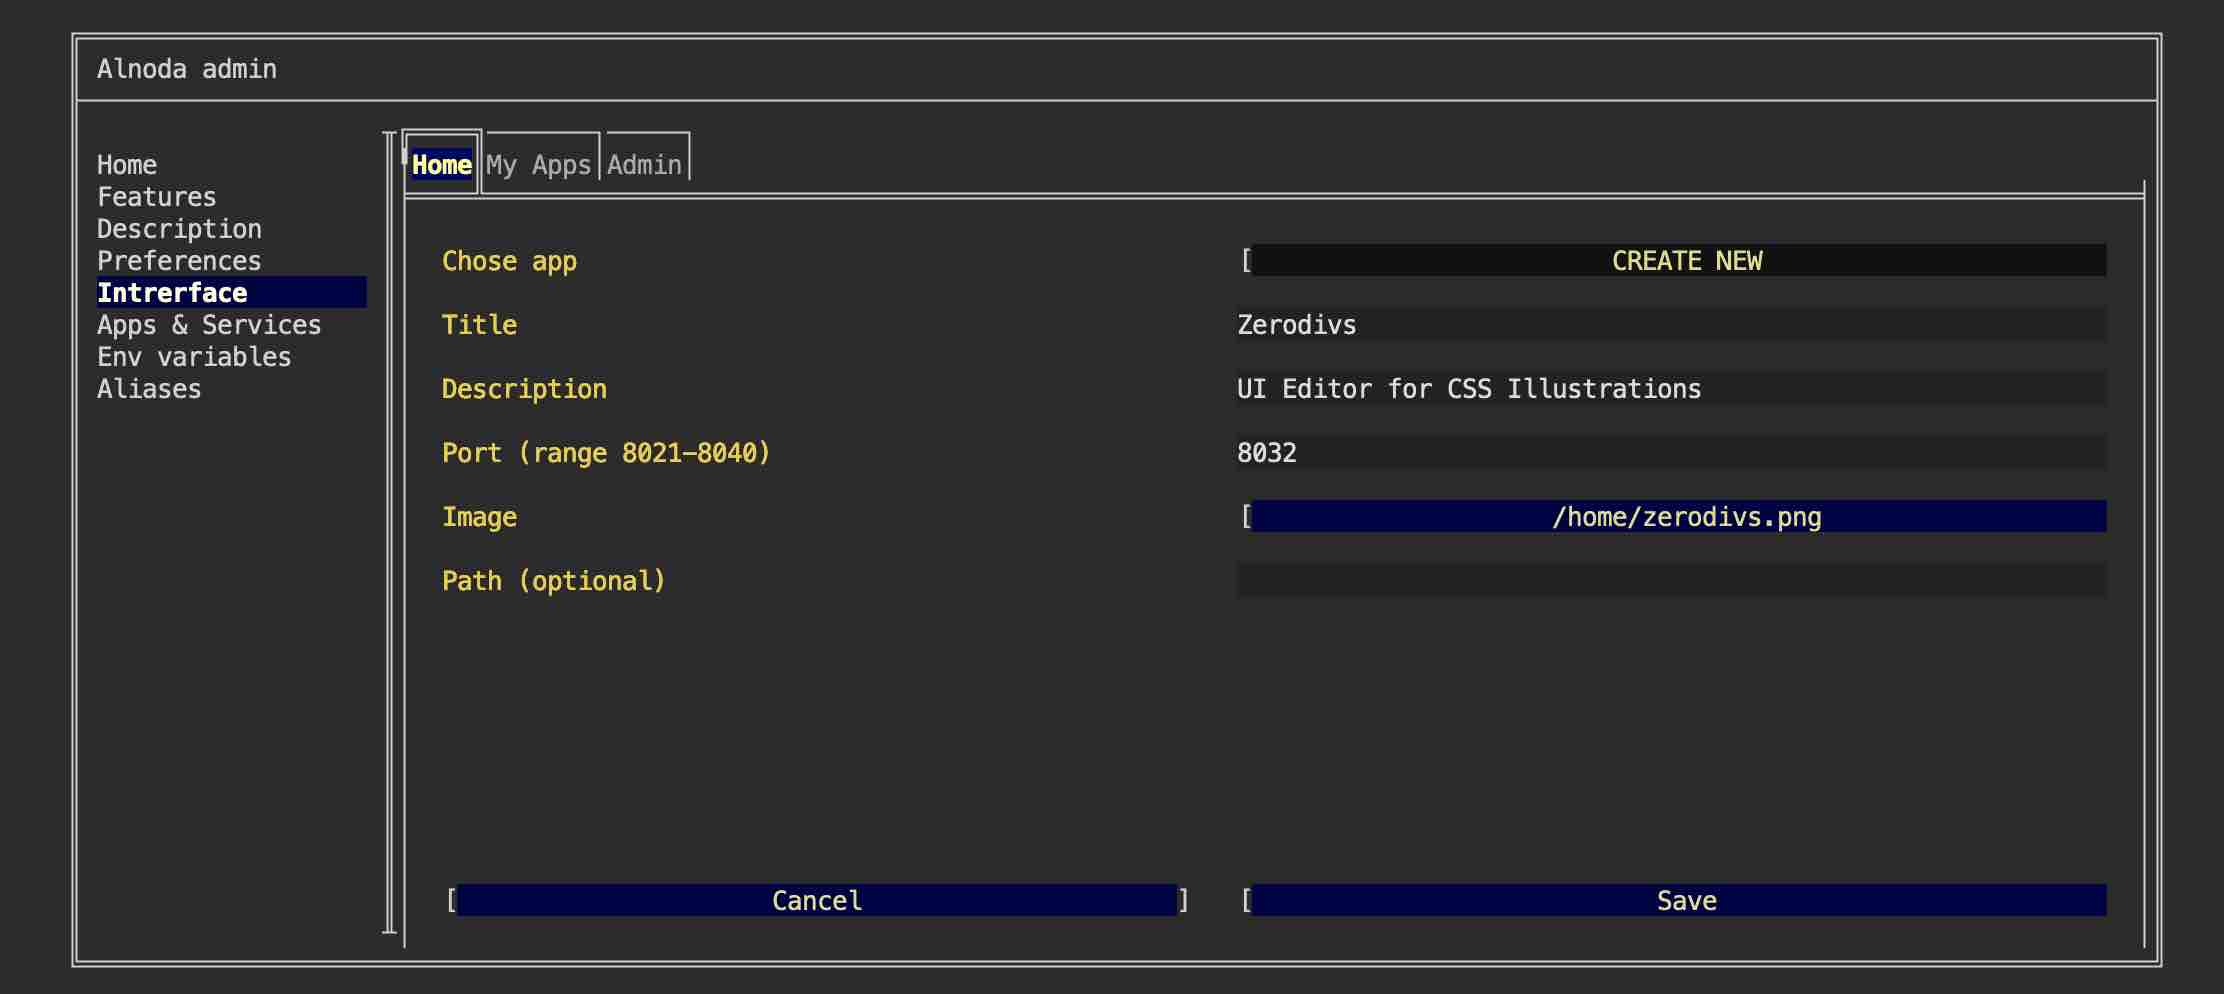 Alnoda admin
Home
Features
Description
Preferences
Intrerface
Apps & Services
Env variables
Aliases
Home My Apps Admin
Chose app [ CREATE NEW
Title Zerodivs
Description UI Editor for CSS Illustrations
Port (range 8021-8040) 8032
Image [ /home/zerodivs.png
Path (optional)
[ Cancel ] [ Save